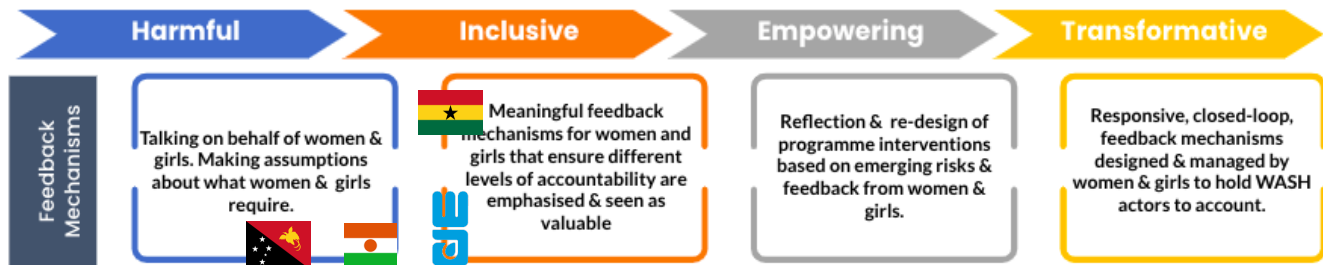 Harmful
Inclusive
Empowering
Transformative
Feedback
Mechanisms
Talking on behalf of women &
girls. Making assumptions
about what women & girls
require.
Meaningful feedback
mechanisms for women and
girls that ensure different
levels of accountability are
emphasised & seen as
valuable
Reflection & re-design of
programme interventions
based on emerging risks &
feedback from women &
girls.
Responsive, closed-loop,
feedback mechanisms
designed & managed by
women & girls to hold WASH
actors to account.